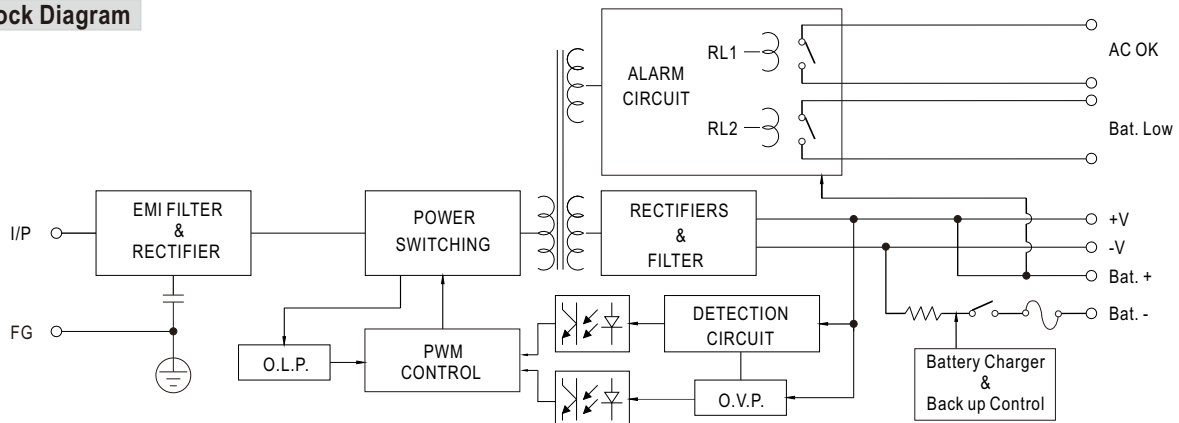 ock Diagram
ALARM
CIRCUIT
RL1
RL2
AC OK
Bat. Low
I/P
EMI FILTER
&
RECTIFIER
POWER
SWITCHING
RECTIFIERS
&
FILTER
+V
-V
Bat. +
Bat. -
FG
O.L.P.
PWM
CONTROL
DETECTION
CIRCUIT
O.V.P.
Battery Charger
&
Back up Control